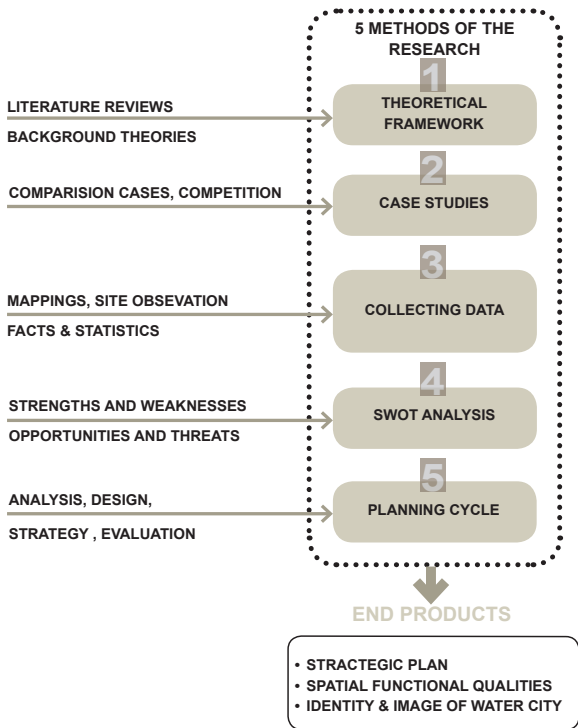 5 METHODS OF THE
RESEARCH
1
THEORETICAL
FRAMEWORK
LITERATURE REVIEWS
BACKGROUND THEORIES
2
CASE STUDIES
COMPARISION CASES, COMPETITION
3
COLLECTING DATA
MAPPINGS, SITE OBSEVATION
FACTS & STATISTICS
4
SWOT ANALYSIS
STRENGTHS AND WEAKNESSES
OPPORTUNITIES AND THREATS
5
PLANNING CYCLE
ANALYSIS, DESIGN,
STRATEGY , EVALUATION
END PRODUCTS
• STRACTEGIC PLAN
• SPATIAL FUNCTIONAL QUALITIES
• IDENTITY & IMAGE OF WATER CITY